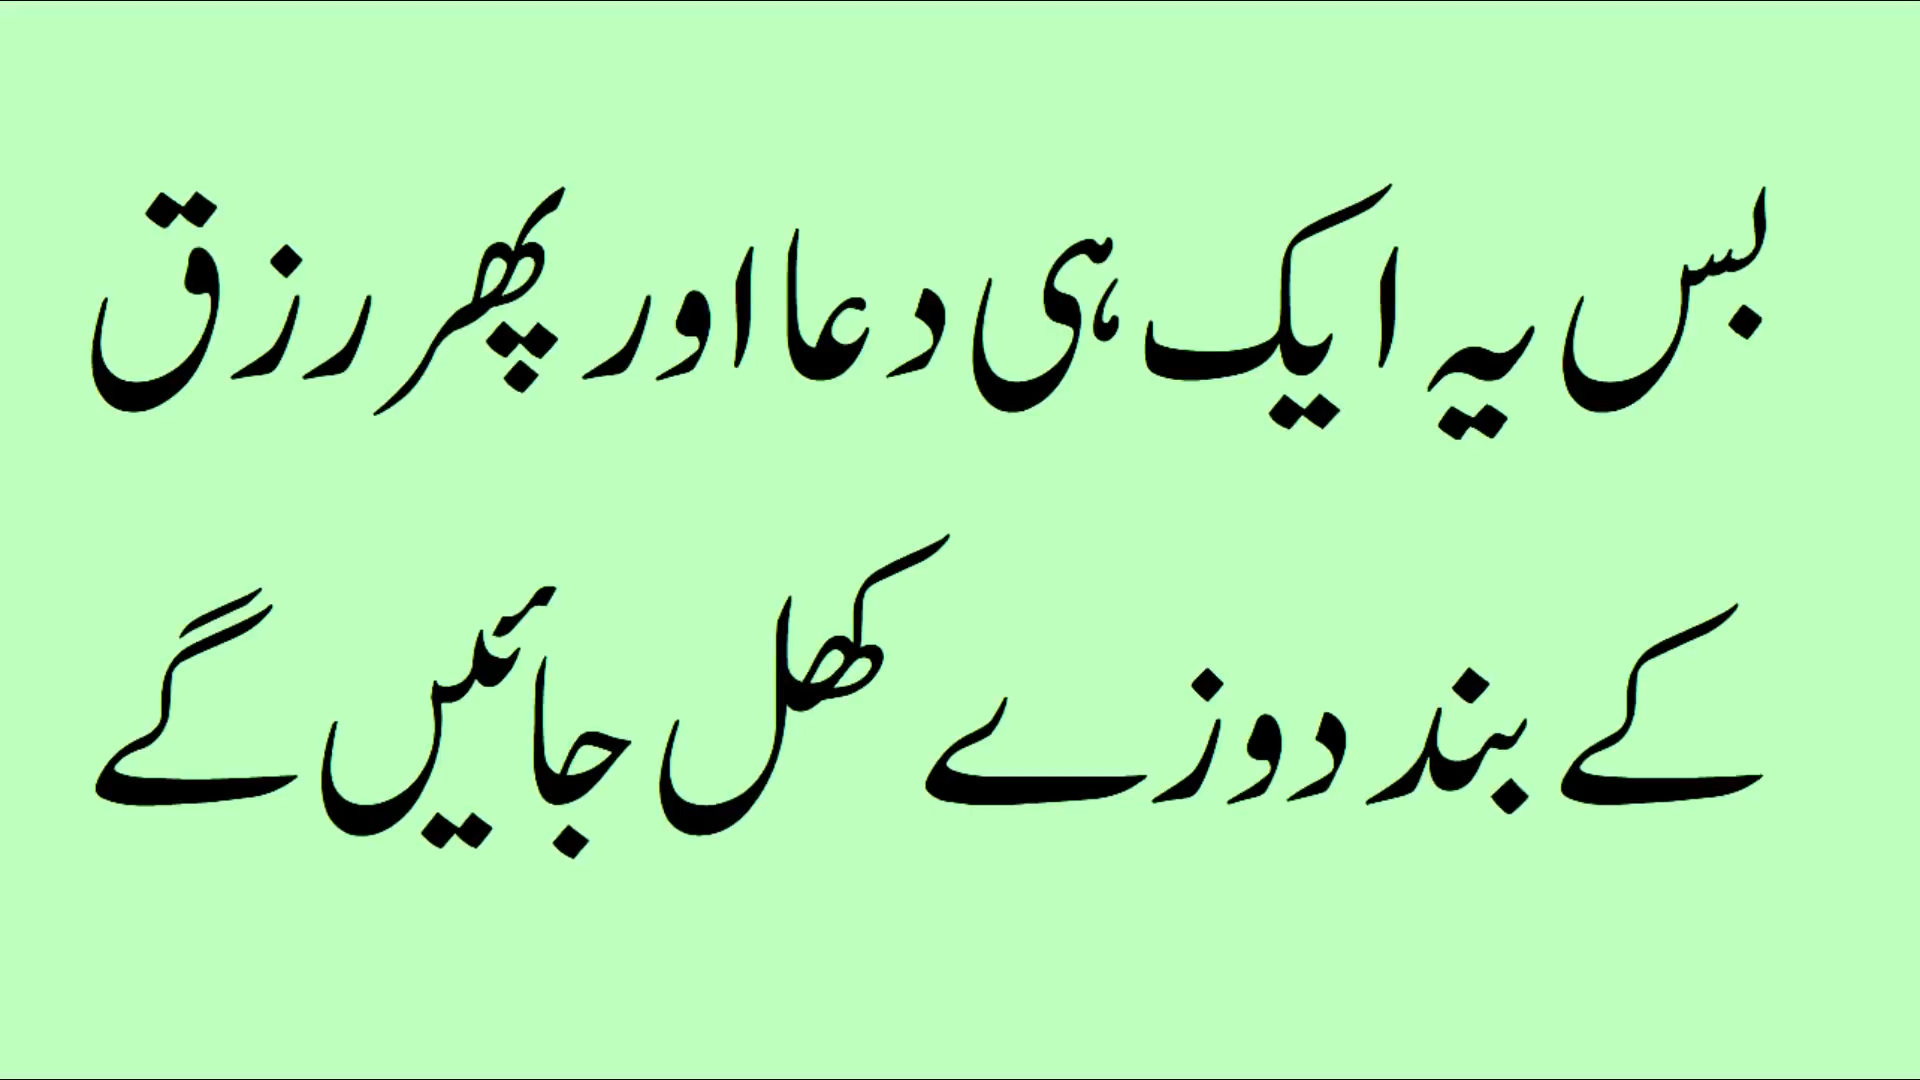 بس یہ ایک ہی دعا اور پھر رزق
کے بند دوزے کھل جائیں گے